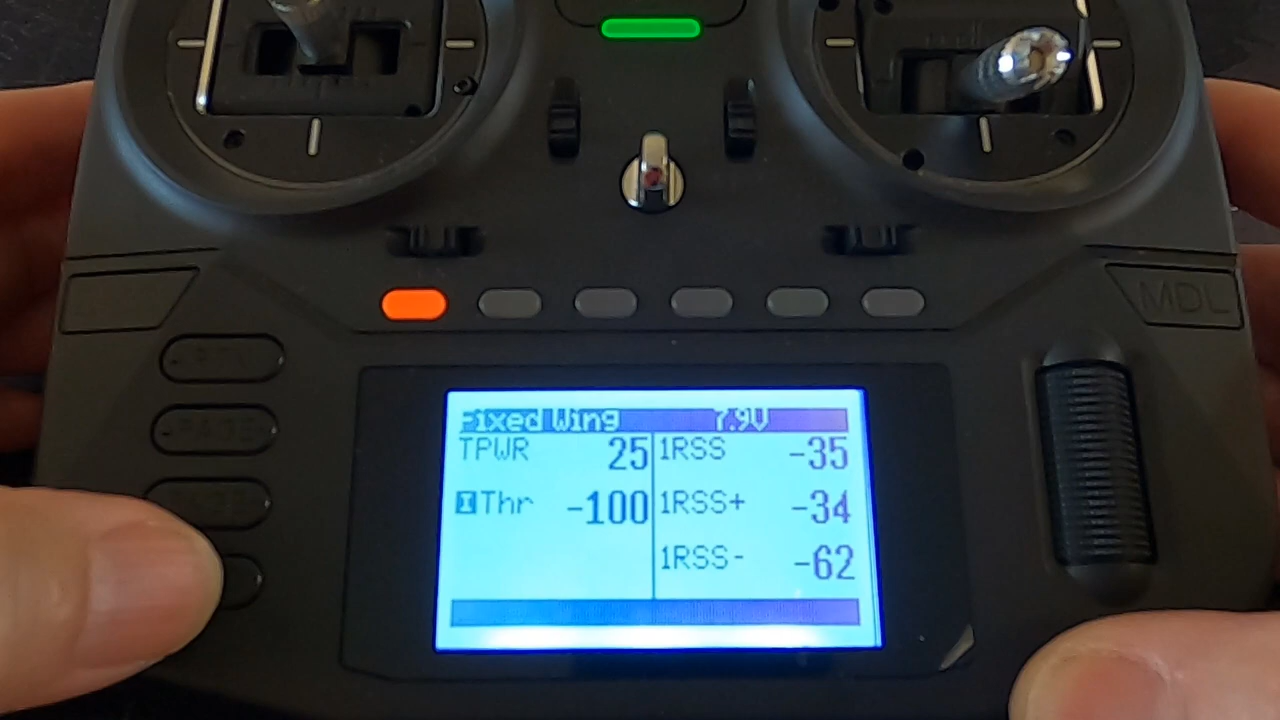 MDL
Fixed Wing 7.9V
TPWR 25 1RSS -35
I Thr -100 1RSS+ -34
1RSS- -62